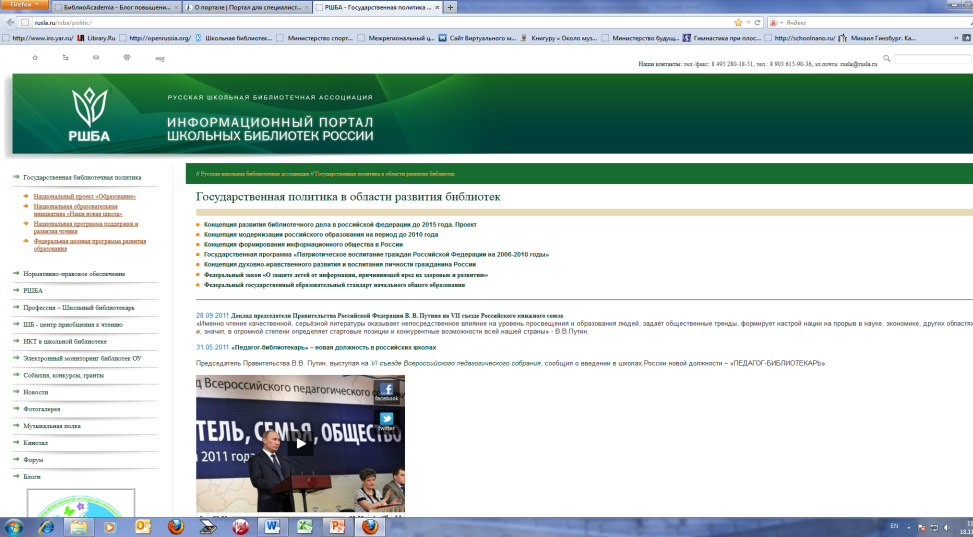 Firefox
БиблиоAcademia – Блог повышени...
О портале | Портал для специалист...
РШБА - Государственная политика ...
rusla.ru/rsba/politic/
Яндекс
http://www.iro.yar.ru/
Library.Ru
http://openrussia.org/
Школьная библиотек...
Министерство спорт...
Межрегиональный ц...
Сайт Виртуального м...
Книгуру » Около муз...
Министерство будущ...
Гимнастика при плос...
http://schoolnano.ru/
Михаил Гинзбург. Ка...
eng
Наши контакты: тел./факс: 8 495 280-18-51, тел.: 8 903 615-90-36, эл.почта: rusla@rusla.ru
РШБА
РУССКАЯ ШКОЛЬНАЯ БИБЛИОТЕЧНАЯ АССОЦИАЦИЯ
ИНФОРМАЦИОННЫЙ ПОРТАЛ
ШКОЛЬНЫХ БИБЛИОТЕК РОССИИ
Государственная библиотечная политика
Национальный проект «Образование»
Национальная образовательная
инициатива «Наша новая школа»
Национальная программа поддержки и
развития чтения
Федеральная целевая программа развития
образования
Нормативно-правовое обеспечение
РШБА
Профессия – Школьный библиотекарь
ШБ - центр приобщения к чтению
ИКТ в школьной библиотеке
Электронный мониторинг библиотек ОУ
События, конкурсы, гранты
Новости
Фотогалерея
Музыкальная полка
Кинозал
Форум
Блоги
// Русская школьная библиотечная ассоциация // Государственная политика в области развития библиотек
Государственная политика в области развития библиотек
Концепция развития библиотечного дела в российской федерации до 2015 года. Проект
Концепция модернизации российского образования на период до 2010 года
Концепция формирования информационного общества в России
Государственная программа «Патриотическое воспитание граждан Российской Федерации на 2006-2010 годы»
Концепция духовно-нравственного развития и воспитания личности гражданина России
Федеральный закон «О защите детей от информации, причиняющей вред их здоровью и развитию»
Федеральный государственный образовательный стандарт начального общего образования
28.09.2011 Доклад председателя Правительства Российской Федерации В. В. Путина на VII съезде Российского книжного союза
«Именно чтение качественной, серьёзной литературы оказывает непосредственное влияние на уровень просвещения и образования людей, задаёт общественные тренды, формирует настрой нации на прорыв в науке, экономике, других областях
и, значит, в огромной степени определяет стартовые позиции и конкурентные возможности всей нашей страны» - В.В.Путин.
31.05.2011 «Педагог-библиотекарь» – новая должность в российских школах
Председатель Правительства В.В. Путин, выступая на VI съезде Всероссийского педагогического собрания, сообщил о введении в школах России новой должности – «ПЕДАГОГ-БИБЛИОТЕКАРЬ».
д Всероссийского педагогического
ТЕЛЬ, СЕМЬЯ, ОБЩЕСТВО
2011 год
facebook
twitter
EN